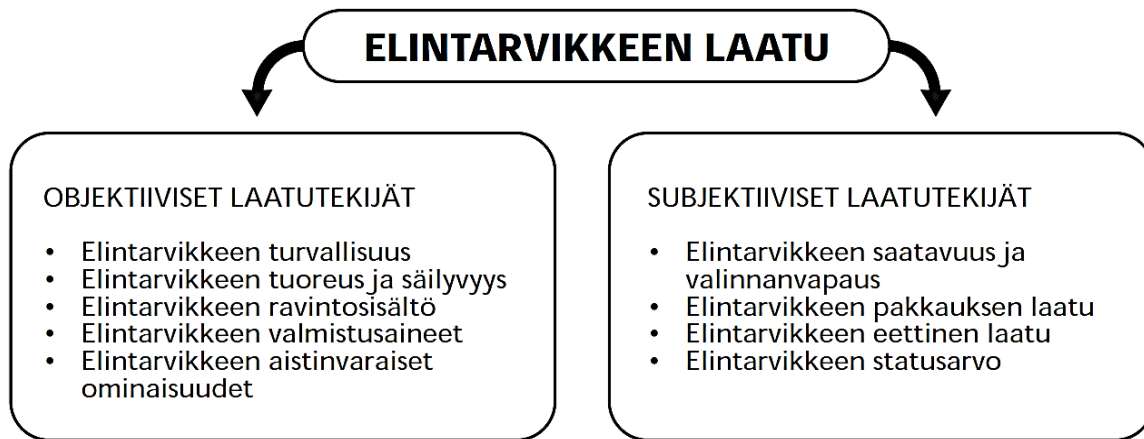 ELINTARVIKKEEN LAATU
OBJEKTIIVISET LAATUTEKIJÄT
• Elintarvikkeen turvallisuus
• Elintarvikkeen tuoreus ja säilyvyys
• Elintarvikkeen ravintosisältö
• Elintarvikkeen valmistusaineet
• Elintarvikkeen aistinvaraiset
ominaisuudet
SUBJEKTIIVISET LAATUTEKIJÄT
• Elintarvikkeen saatavuus ja
valinnanvapaus
• Elintarvikkeen pakkauksen laatu
• Elintarvikkeen eettinen laatu
• Elintarvikkeen statusarvo